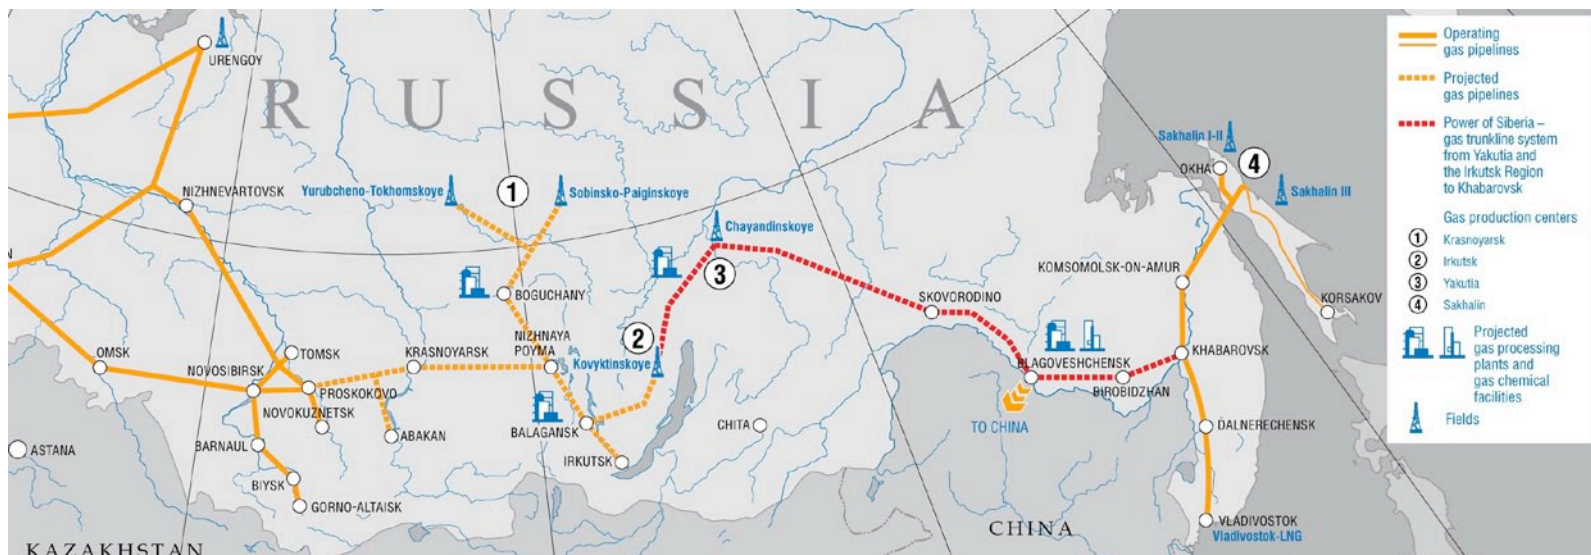 URENGOY
RUSSIA
NIZHNEVARTOVSK
Yurubcheno-Tokhomskoye
1
Sobinsko-Paiginskoye
Chayandinskoye
3
BOGUCHANY
2
Kovyktinskoye
NIZHNAYA
POYMA
KRASNOYARSK
TOMSK
OMSK
NOVOSIBIRSK
PROSKOKOVO
NOVOKUZNETSK
ABAKAN
BARNAUL
BIYSK
GORNO-ALTAISK
ASTANA
KAZAKHSTAN
BALAGANSK
IRKUTSK
CHITA
SKOVORODINO
BLAGOVESHCHENSK
TO CHINA
BIROBIDZHAN
CHINA
Sakhalin I-II
OKHA
4
Sakhalin III
KOMSOMOLSK-ON-AMUR
KORSAKOV
KHABAROVSK
DALNERECHENSK
VLADIVOSTOK
Vladivostok-LNG
Operating
gas pipelines
Projected
gas pipelines
Power of Siberia –
gas trunkline system
from Yakutia and
the Irkutsk Region
to Khabarovsk
Gas production centers
1 Krasnoyarsk
2 Irkutsk
3 Yakutia
4 Sakhalin
Projected
gas processing
plants and
gas chemical
facilities
Fields